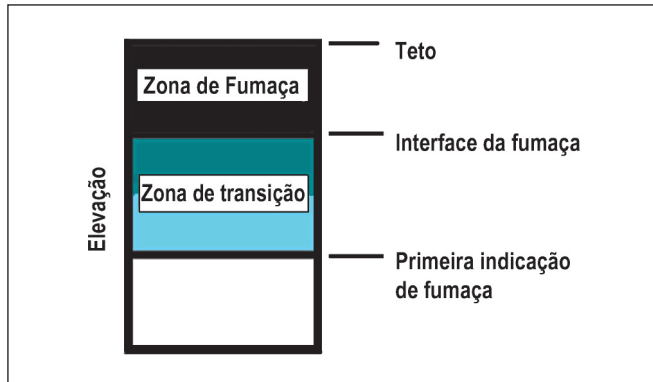 Teto
Zona de Fumaça
Interface da fumaça
Zona de transição
Elevação
Primeira indicação
de fumaça